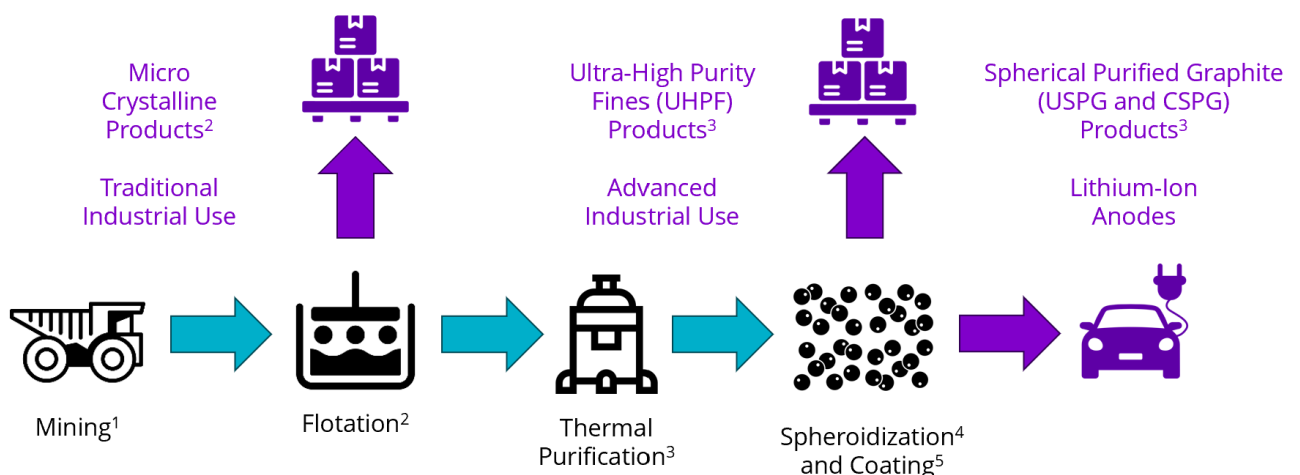 Micro
Crystalline
Products²
Traditional
Industrial Use
Ultra-High Purity
Fines (UHPF)
Products³
Advanced
Industrial Use
Spherical Purified Graphite
(USPG and CSPG)
Products³
Lithium-Ion
Anodes
Mining¹
Flotation²
Thermal
Purification³
Spheroidization⁴
and Coating⁵